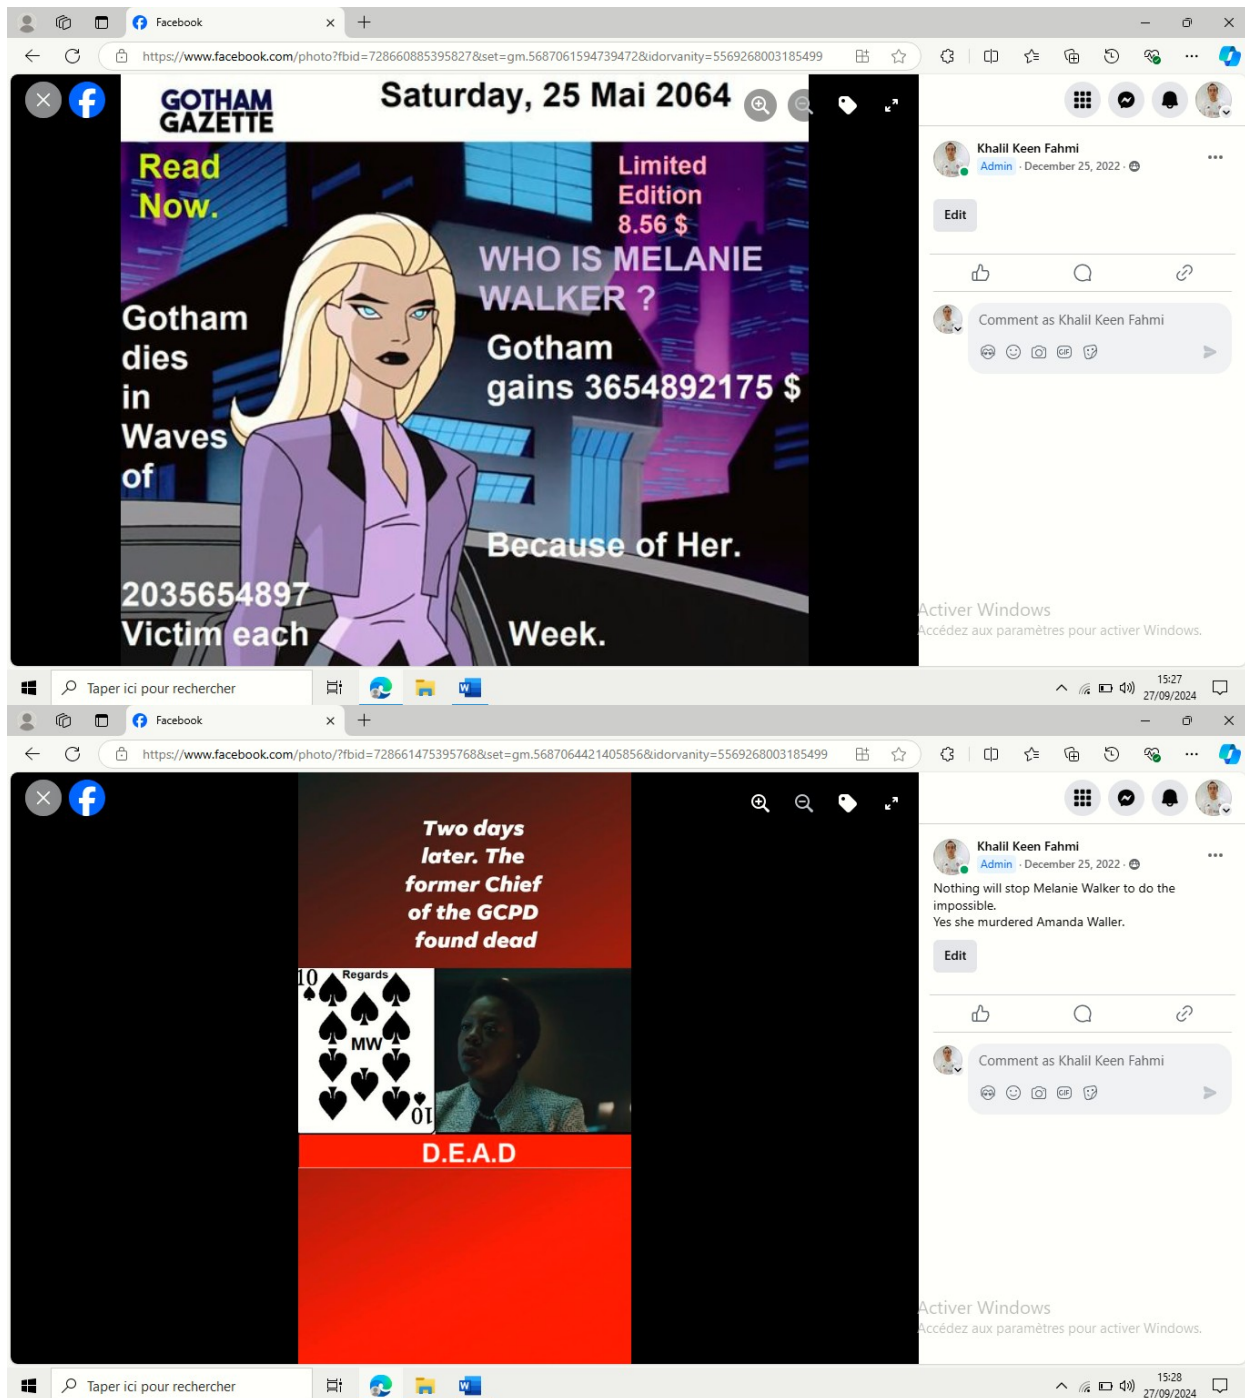 Facebook
https://www.facebook.com/photo?fbid=728660885395827&set=gm.5687061594739472&idorvanity=5569268003185499
GOTHAM
GAZETTE
Saturday, 25 Mai 2064
Read
Now.
Limited
Edition
8.56 $
WHO IS MELANIE
WALKER ?
Gotham
dies
in
Waves
of
Gotham
gains 3654892175 $
Because of Her.
2035654897
Victim each
Week.
Khalil Keen Fahmi
Admin · December 25, 2022 ·
Edit
Comment as Khalil Keen Fahmi
GIF
Activer Windows
Accédez aux paramètres pour activer Windows.
Taper ici pour rechercher
W
15:27
27/09/2024
Facebook
https://www.facebook.com/photo/?fbid=728661475395768&set=gm.5687064421405856&idorvanity=5569268003185499
Two days
later. The
former Chief
of the GCPD
found dead
10
Regards
MW
10
D.E.A.D
Khalil Keen Fahmi
Admin · December 25, 2022 ·
Nothing will stop Melanie Walker to do the
impossible.
Yes she murdered Amanda Waller.
Edit
Comment as Khalil Keen Fahmi
GIF
Activer Windows
Accédez aux paramètres pour activer Windows.
Taper ici pour rechercher
W
15:28
27/09/2024